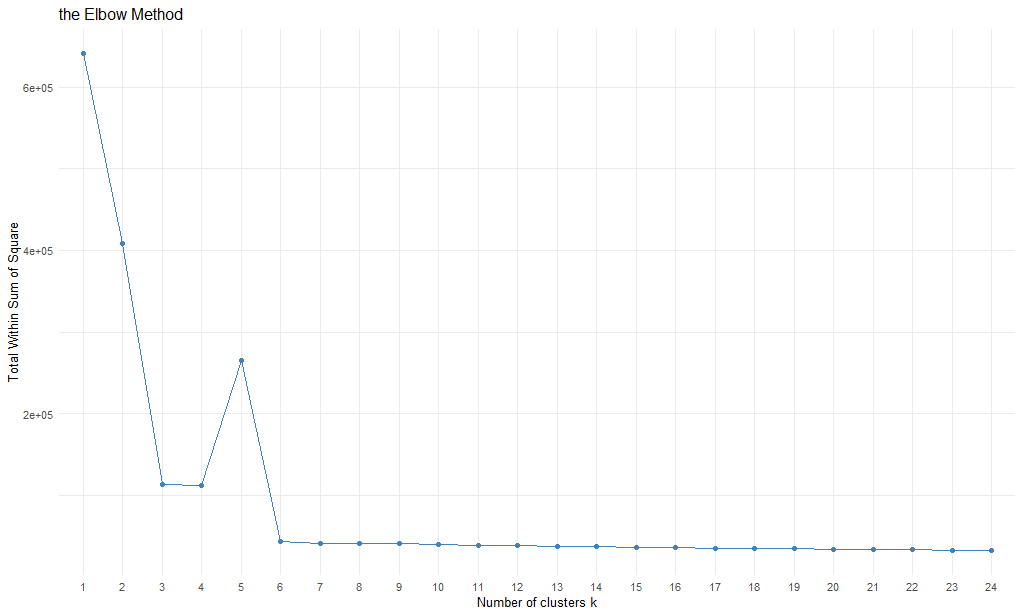 the Elbow Method
6e+05
4e+05
2e+05
Total Within Sum of Square
1 2 3 4 5 6 7 8 9 10 11 12 13 14 15 16 17 18 19 20 21 22 23 24
Number of clusters k